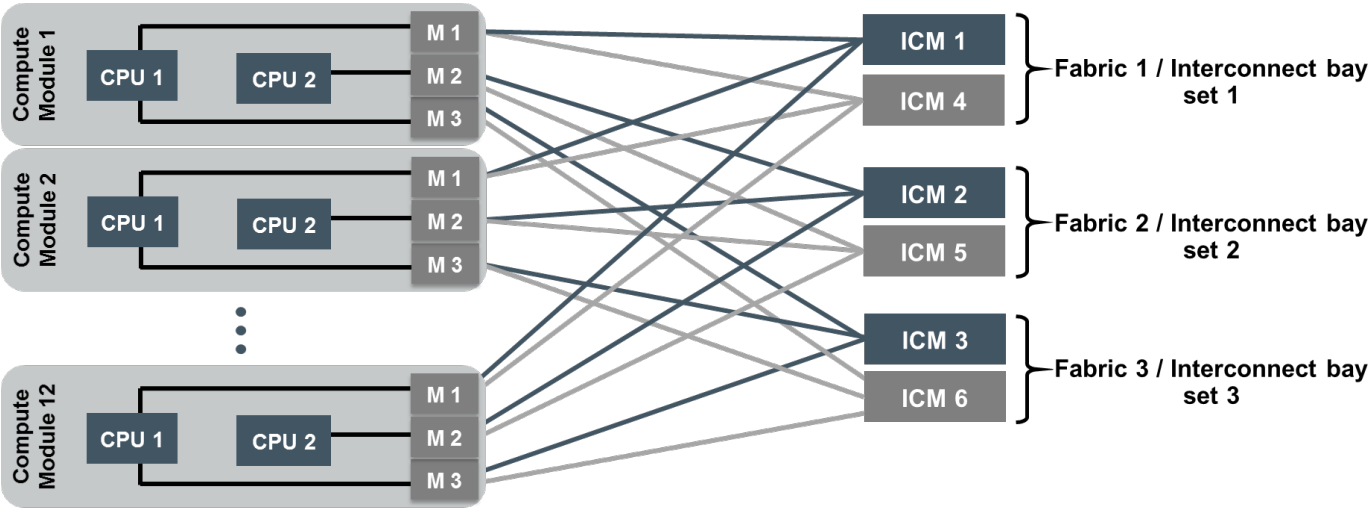 Compute
Module 1
CPU 1
CPU 2
M 1
M 2
M 3
Compute
Module 2
CPU 1
CPU 2
M 1
M 2
M 3
Compute
Module 12
CPU 1
CPU 2
M 1
M 2
M 3
ICM 1
ICM 4
Fabric 1 / Interconnect bay
set 1
ICM 2
ICM 5
Fabric 2 / Interconnect bay
set 2
ICM 3
ICM 6
Fabric 3 / Interconnect bay
set 3